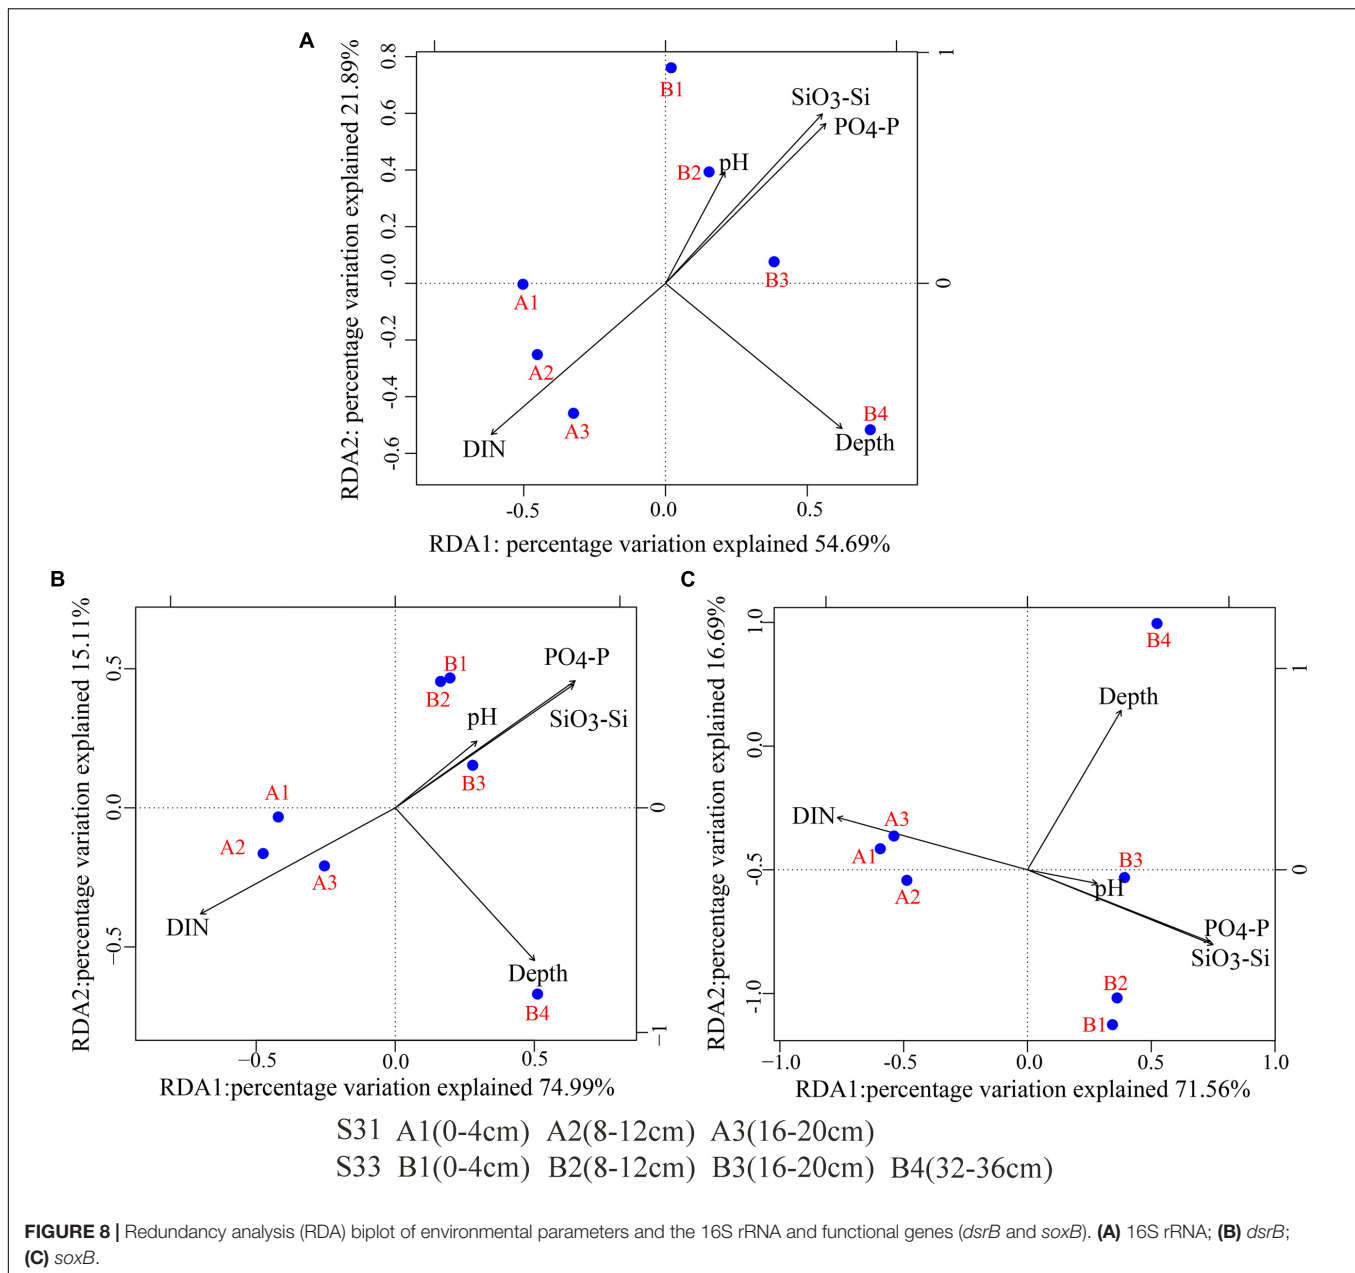 A
RDA2: percentage variation explained 21.89%
0.8
0.6
0.4
0.2
-0.0
-0.2
-0.4
-0.6
1
0
B1
SiO3-Si
PO4-P
pH
B2
B3
A1
A2
A3
DIN
B4
Depth
-0.5
0.0
0.5
RDA1: percentage variation explained 54.69%
B
RDA2:percentage variation explained 15.11%
0.5
0.0
−0.5
0
−1
B1
B2
PO4-P
SiO3-Si
pH
B3
A1
A2
A3
DIN
Depth
B4
−0.5
0.0
0.5
RDA1:percentage variation explained 74.99%
C
RDA2:percentage variation explained 16.69%
1.0
0.0
-0.5
-1.0
1
0
B4
Depth
DIN
A3
A1
A2
B3
pH
PO4-P
SiO3-Si
B2
B1
-1.0
-0.5
0.0
0.5
1.0
RDA1:percentage variation explained 71.56%
S31 A1(0-4cm) A2(8-12cm) A3(16-20cm)
S33 B1(0-4cm) B2(8-12cm) B3(16-20cm) B4(32-36cm)
FIGURE 8 | Redundancy analysis (RDA) biplot of environmental parameters and the 16S rRNA and functional genes (dsrB and soxB). (A) 16S rRNA; (B) dsrB;
(C) soxB.